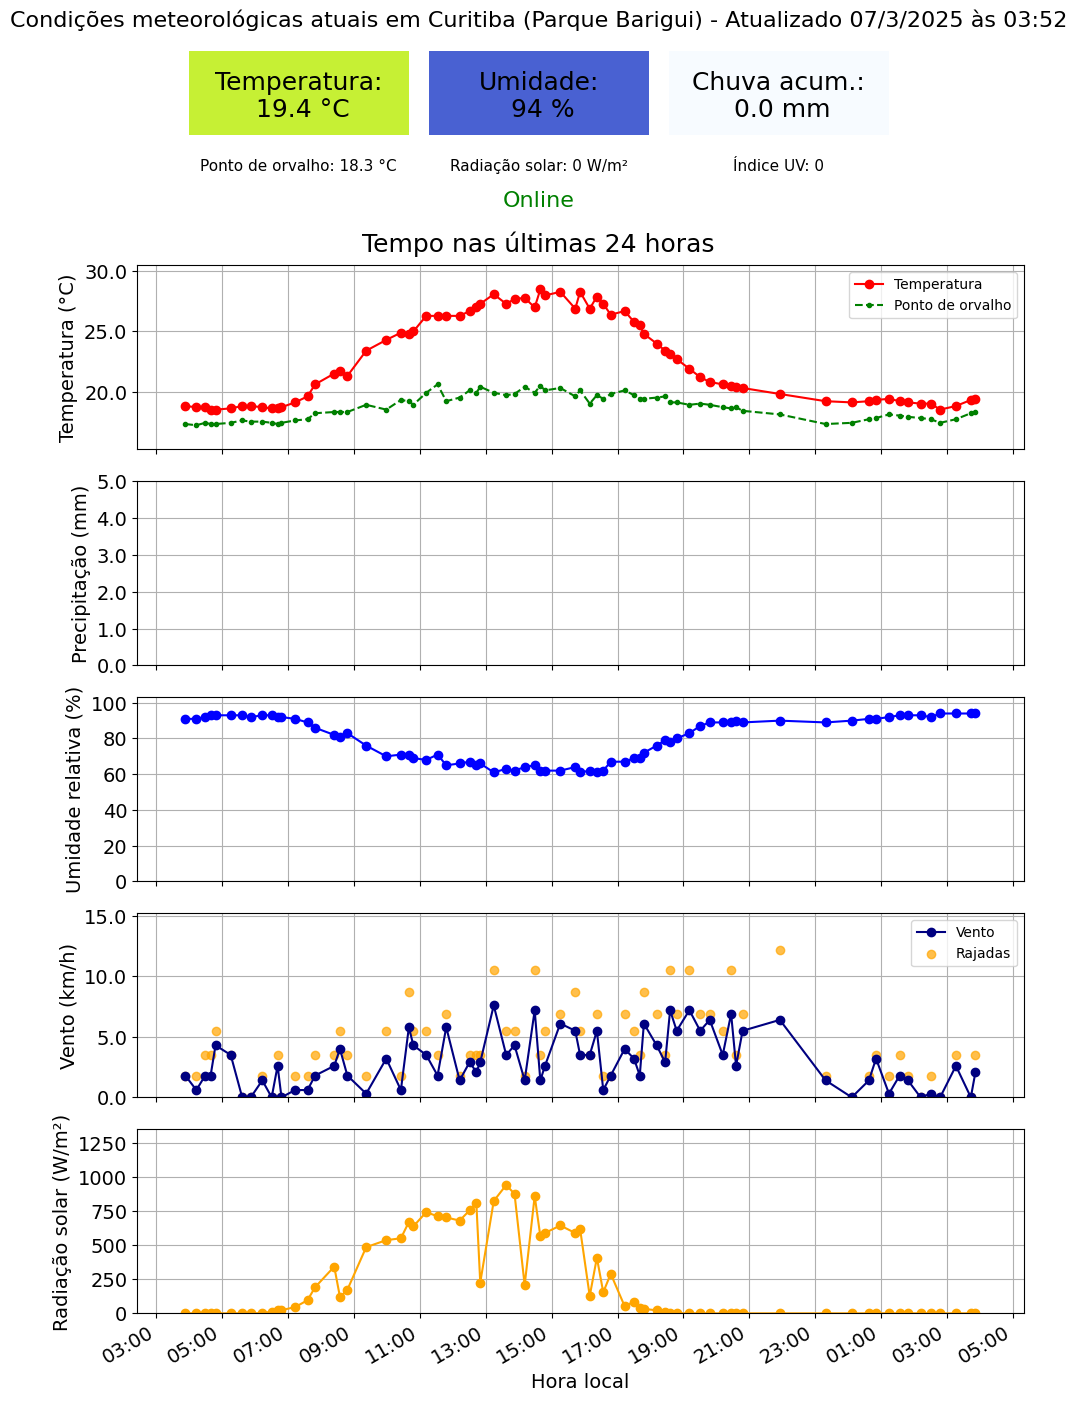 Condições meteorológicas atuais em Curitiba (Parque Barigui) - Atualizado 07/3/2025 às 03:52
Temperatura:
19.4 °C
Umidade:
94 %
Chuva acum.:
0.0 mm
Ponto de orvalho: 18.3 °C
Radiação solar: 0 W/m²
Índice UV: 0
Online
Tempo nas últimas 24 horas
Temperatura (°C)
30.0
25.0
20.0
Temperatura
Ponto de orvalho
Precipitação (mm)
5.0
4.0
3.0
2.0
1.0
0.0
Umidade relativa (%)
100
80
60
40
20
0
Vento (km/h)
15.0
10.0
5.0
0.0
Vento
Rajadas
Radiação solar (W/m²)
1250
1000
750
500
250
0
03:00 05:00 07:00 09:00 11:00 13:00 15:00 17:00 19:00 21:00 23:00 01:00 03:00 05:00
Hora local